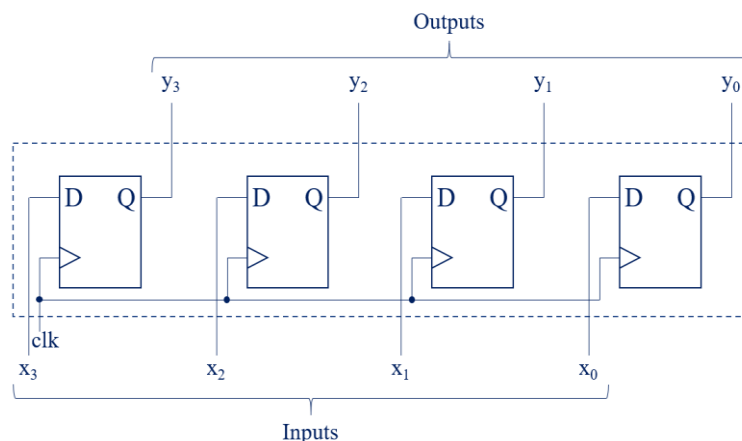 Outputs
y₃ y₂ y₁ y₀
D Q D Q D Q D Q
clk
x₃ x₂ x₁ x₀
Inputs